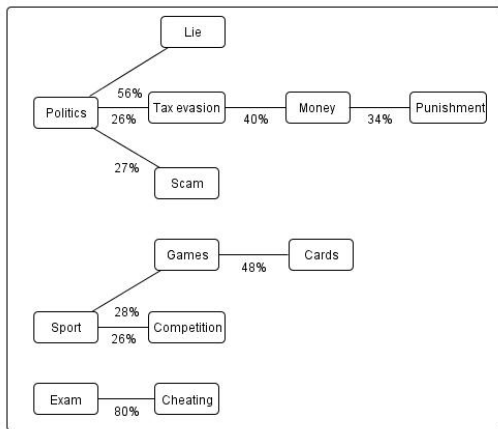 Lie
56%
Politics
26%
Tax evasion
40%
Money
34%
Punishment
27%
Scam
Games
48%
Cards
28%
Sport
26%
Competition
Exam
80%
Cheating